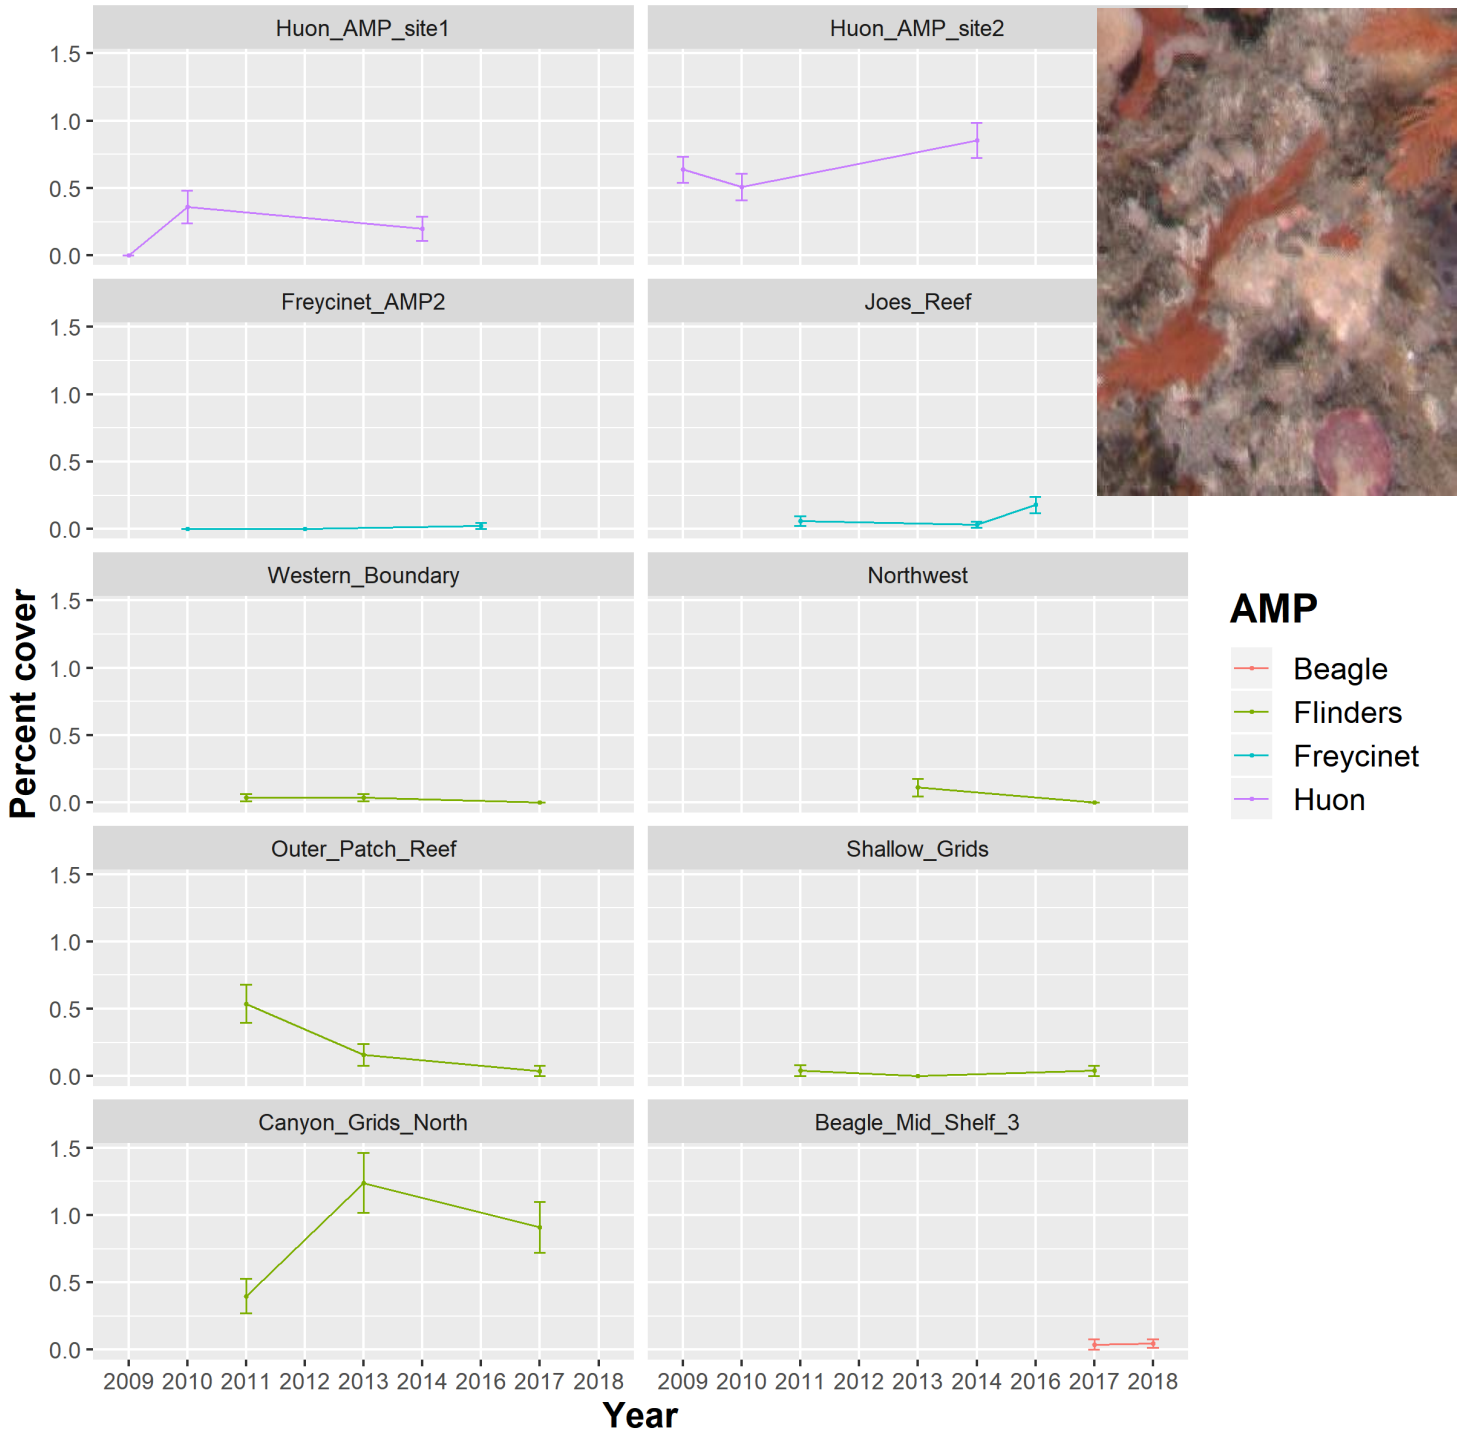 Huon_AMP_site1
Huon_AMP_site2
1.5
1.0
0.5
0.0
Freycinet_AMP2
Joes_Reef
1.5
1.0
0.5
0.0
Western_Boundary
Northwest
1.5
1.0
0.5
0.0
Outer_Patch_Reef
Shallow_Grids
1.5
1.0
0.5
0.0
Canyon_Grids_North
Beagle_Mid_Shelf_3
1.5
1.0
0.5
0.0
2009 2010 2011 2012 2013 2014 2016 2017 2018
2009 2010 2011 2012 2013 2014 2016 2017 2018
Year
Percent cover
AMP
Beagle
Flinders
Freycinet
Huon